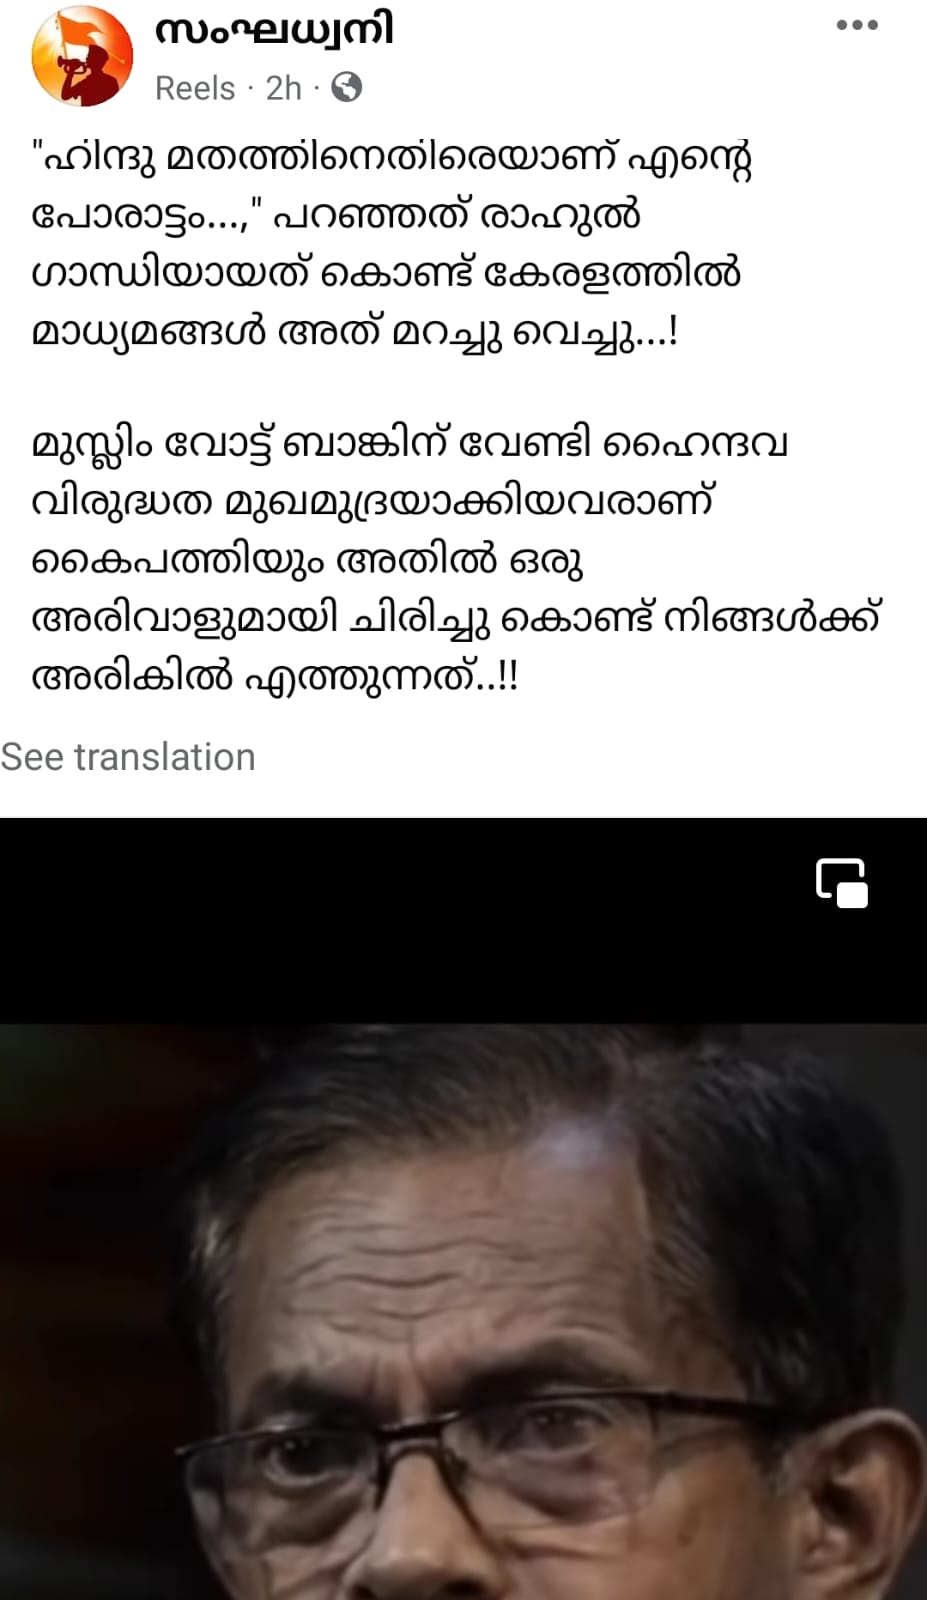 സംഘധ്വനി
Reels · 2h ·
"ഹിന്ദു മതത്തിനെതിരെയാണ് എന്റെ
പോരാട്ടം...," പറഞ്ഞത് രാഹുൽ
ഗാന്ധിയായത് കൊണ്ട് കേരളത്തിൽ
മാധ്യമങ്ങൾ അത് മറച്ചു വെച്ചു...!
മുസ്ലിം വോട്ട് ബാങ്കിന് വേണ്ടി ഹൈന്ദവ
വിരുദ്ധത മുഖമുദ്രയാക്കിയവരാണ്
കൈപത്തിയും അതിൽ ഒരു
അരിവാളുമായി ചിരിച്ചു കൊണ്ട് നിങ്ങൾക്ക്
അരികിൽ എത്തുന്നത്..!!
See translation